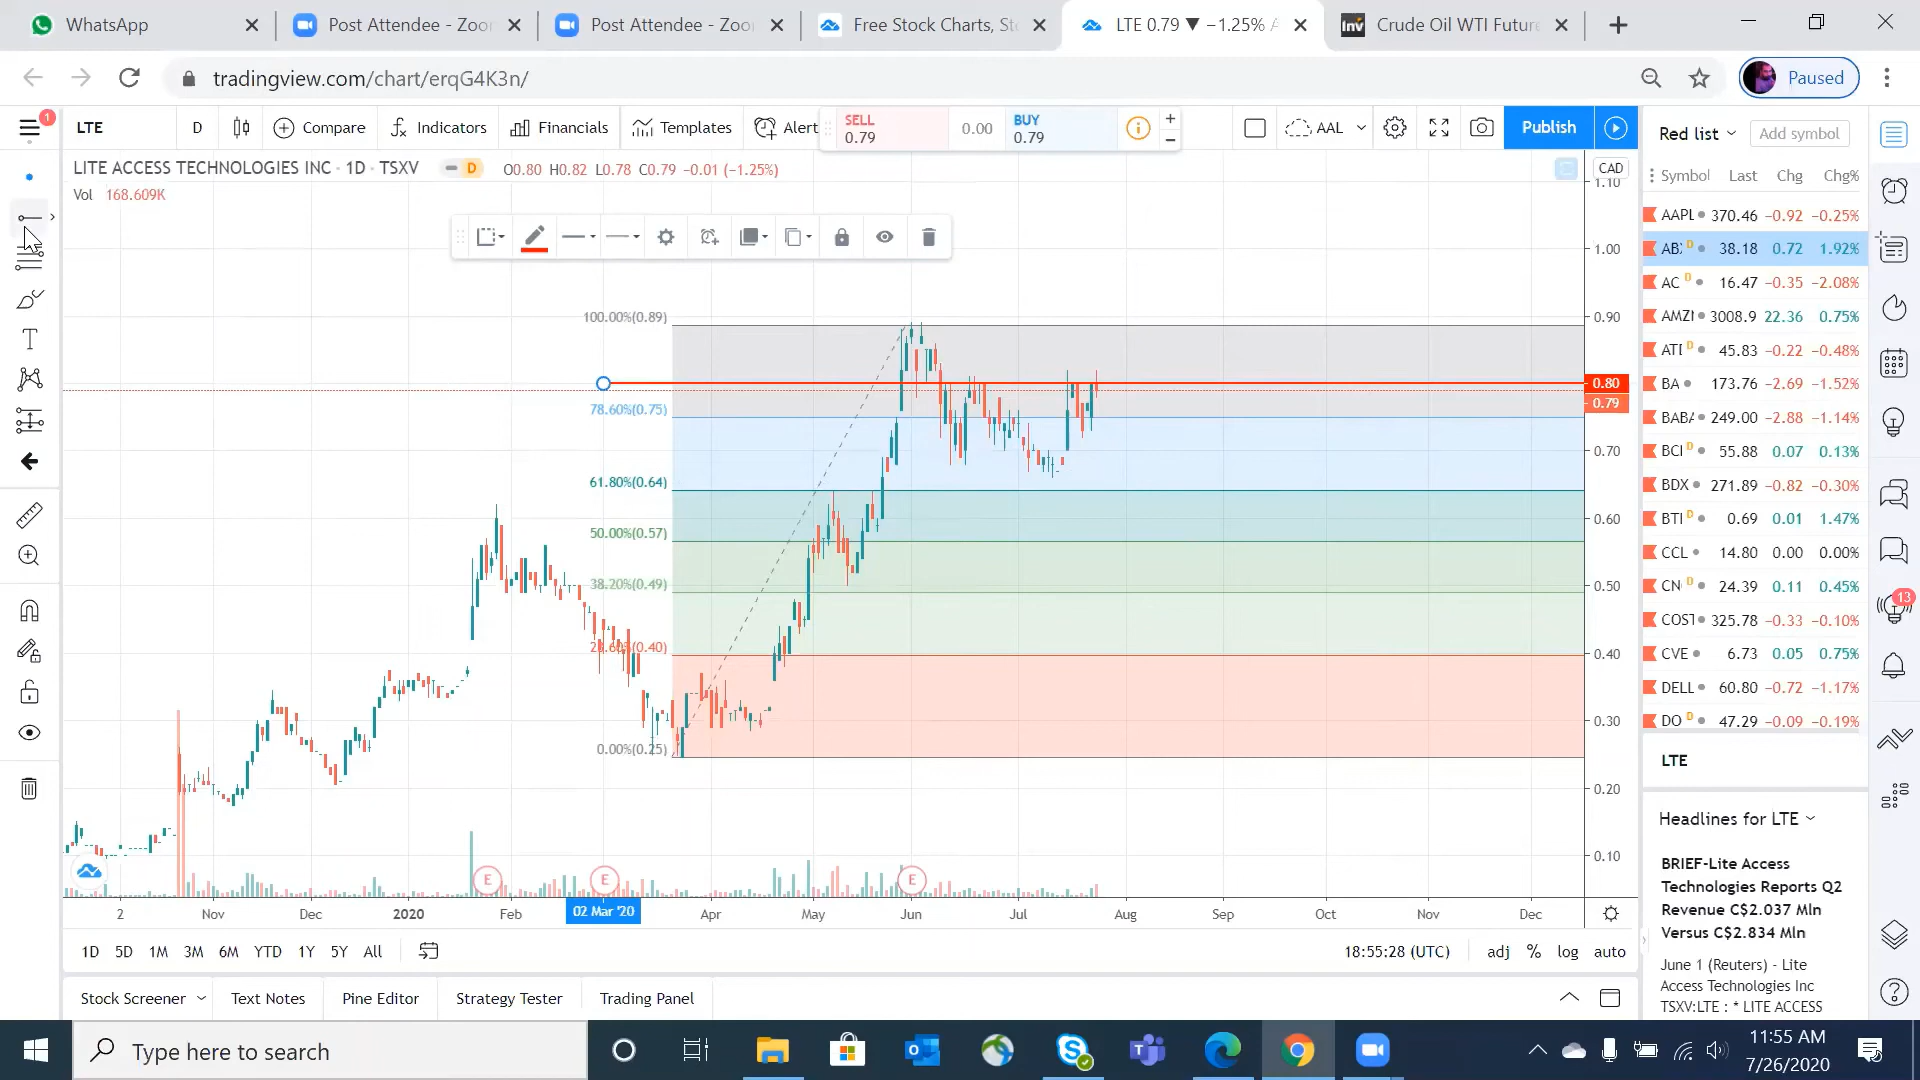 WhatsApp
Post Attendee - Zoom
Post Attendee - Zoom
Free Stock Charts, Sto
LTE 0.79 ▼ −1.25%
Crude Oil WTI Future
tradingview.com/chart/erqG4K3n/
Paused
1
LTE
D
Compare
Indicators
Financials
Templates
Alert
SELL
0.79
0.00
BUY
0.79
AAL
Publish
Red list
Add symbol
LITE ACCESS TECHNOLOGIES INC · 1D · TSXV
D
O0.80 H0.82 L0.78 C0.79 −0.01 (−1.25%)
Vol 168.609K
CAD
1.10
1.00
0.90
0.80
0.79
0.70
0.60
0.50
0.40
0.30
0.20
0.10
100.00%(0.89)
78.60%(0.75)
61.80%(0.64)
50.00%(0.57)
38.20%(0.49)
0.00%(0.25)
E
E
E
2
Nov
Dec
2020
Feb
02 Mar '20
Apr
May
Jun
Jul
Aug
Sep
Oct
Nov
Dec
Symbol Last Chg Chg%
AAPL 370.46 −0.92 −0.25%
ABX D 38.18 0.72 1.92%
AC D 16.47 −0.35 −2.08%
AMZN 3008.9 22.36 0.75%
ATD D 45.83 −0.22 −0.48%
BA 173.76 −2.69 −1.52%
BABA 249.00 −2.88 −1.14%
BCE D 55.88 0.07 0.13%
BDX 271.89 −0.82 −0.30%
D 0.69 0.01 1.47%
CCL 14.80 0.00 0.00%
D 24.39 0.11 0.45%
COST 325.78 −0.33 −0.10%
CVE 6.73 0.05 0.75%
DELL 60.80 −0.72 −1.17%
D 47.29 −0.09 −0.19%
13
LTE
Headlines for LTE
BRIEF-Lite Access
Technologies Reports Q2
Revenue C$2.037 Mln
Versus C$2.834 Mln
June 1 (Reuters) - Lite
Access Technologies Inc
TSXV:LTE : * LITE ACCESS
1D 5D 1M 3M 6M YTD 1Y 5Y All
18:55:28 (UTC)
adj % log auto
Stock Screener
Text Notes
Pine Editor
Strategy Tester
Trading Panel
Type here to search
11:55 AM
7/26/2020